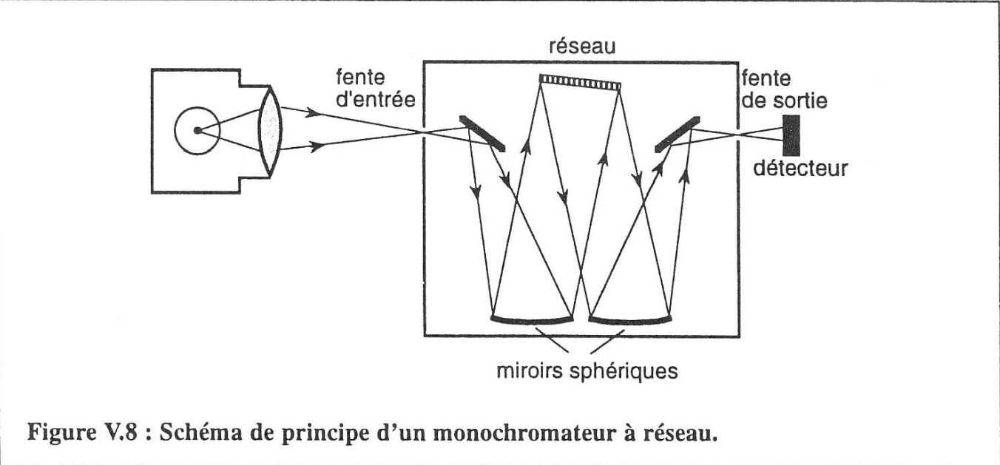 réseau
fente
d'entrée
fente
de sortie
détecteur
miroirs sphériques
Figure V.8 : Schéma de principe d'un monochromateur à réseau.